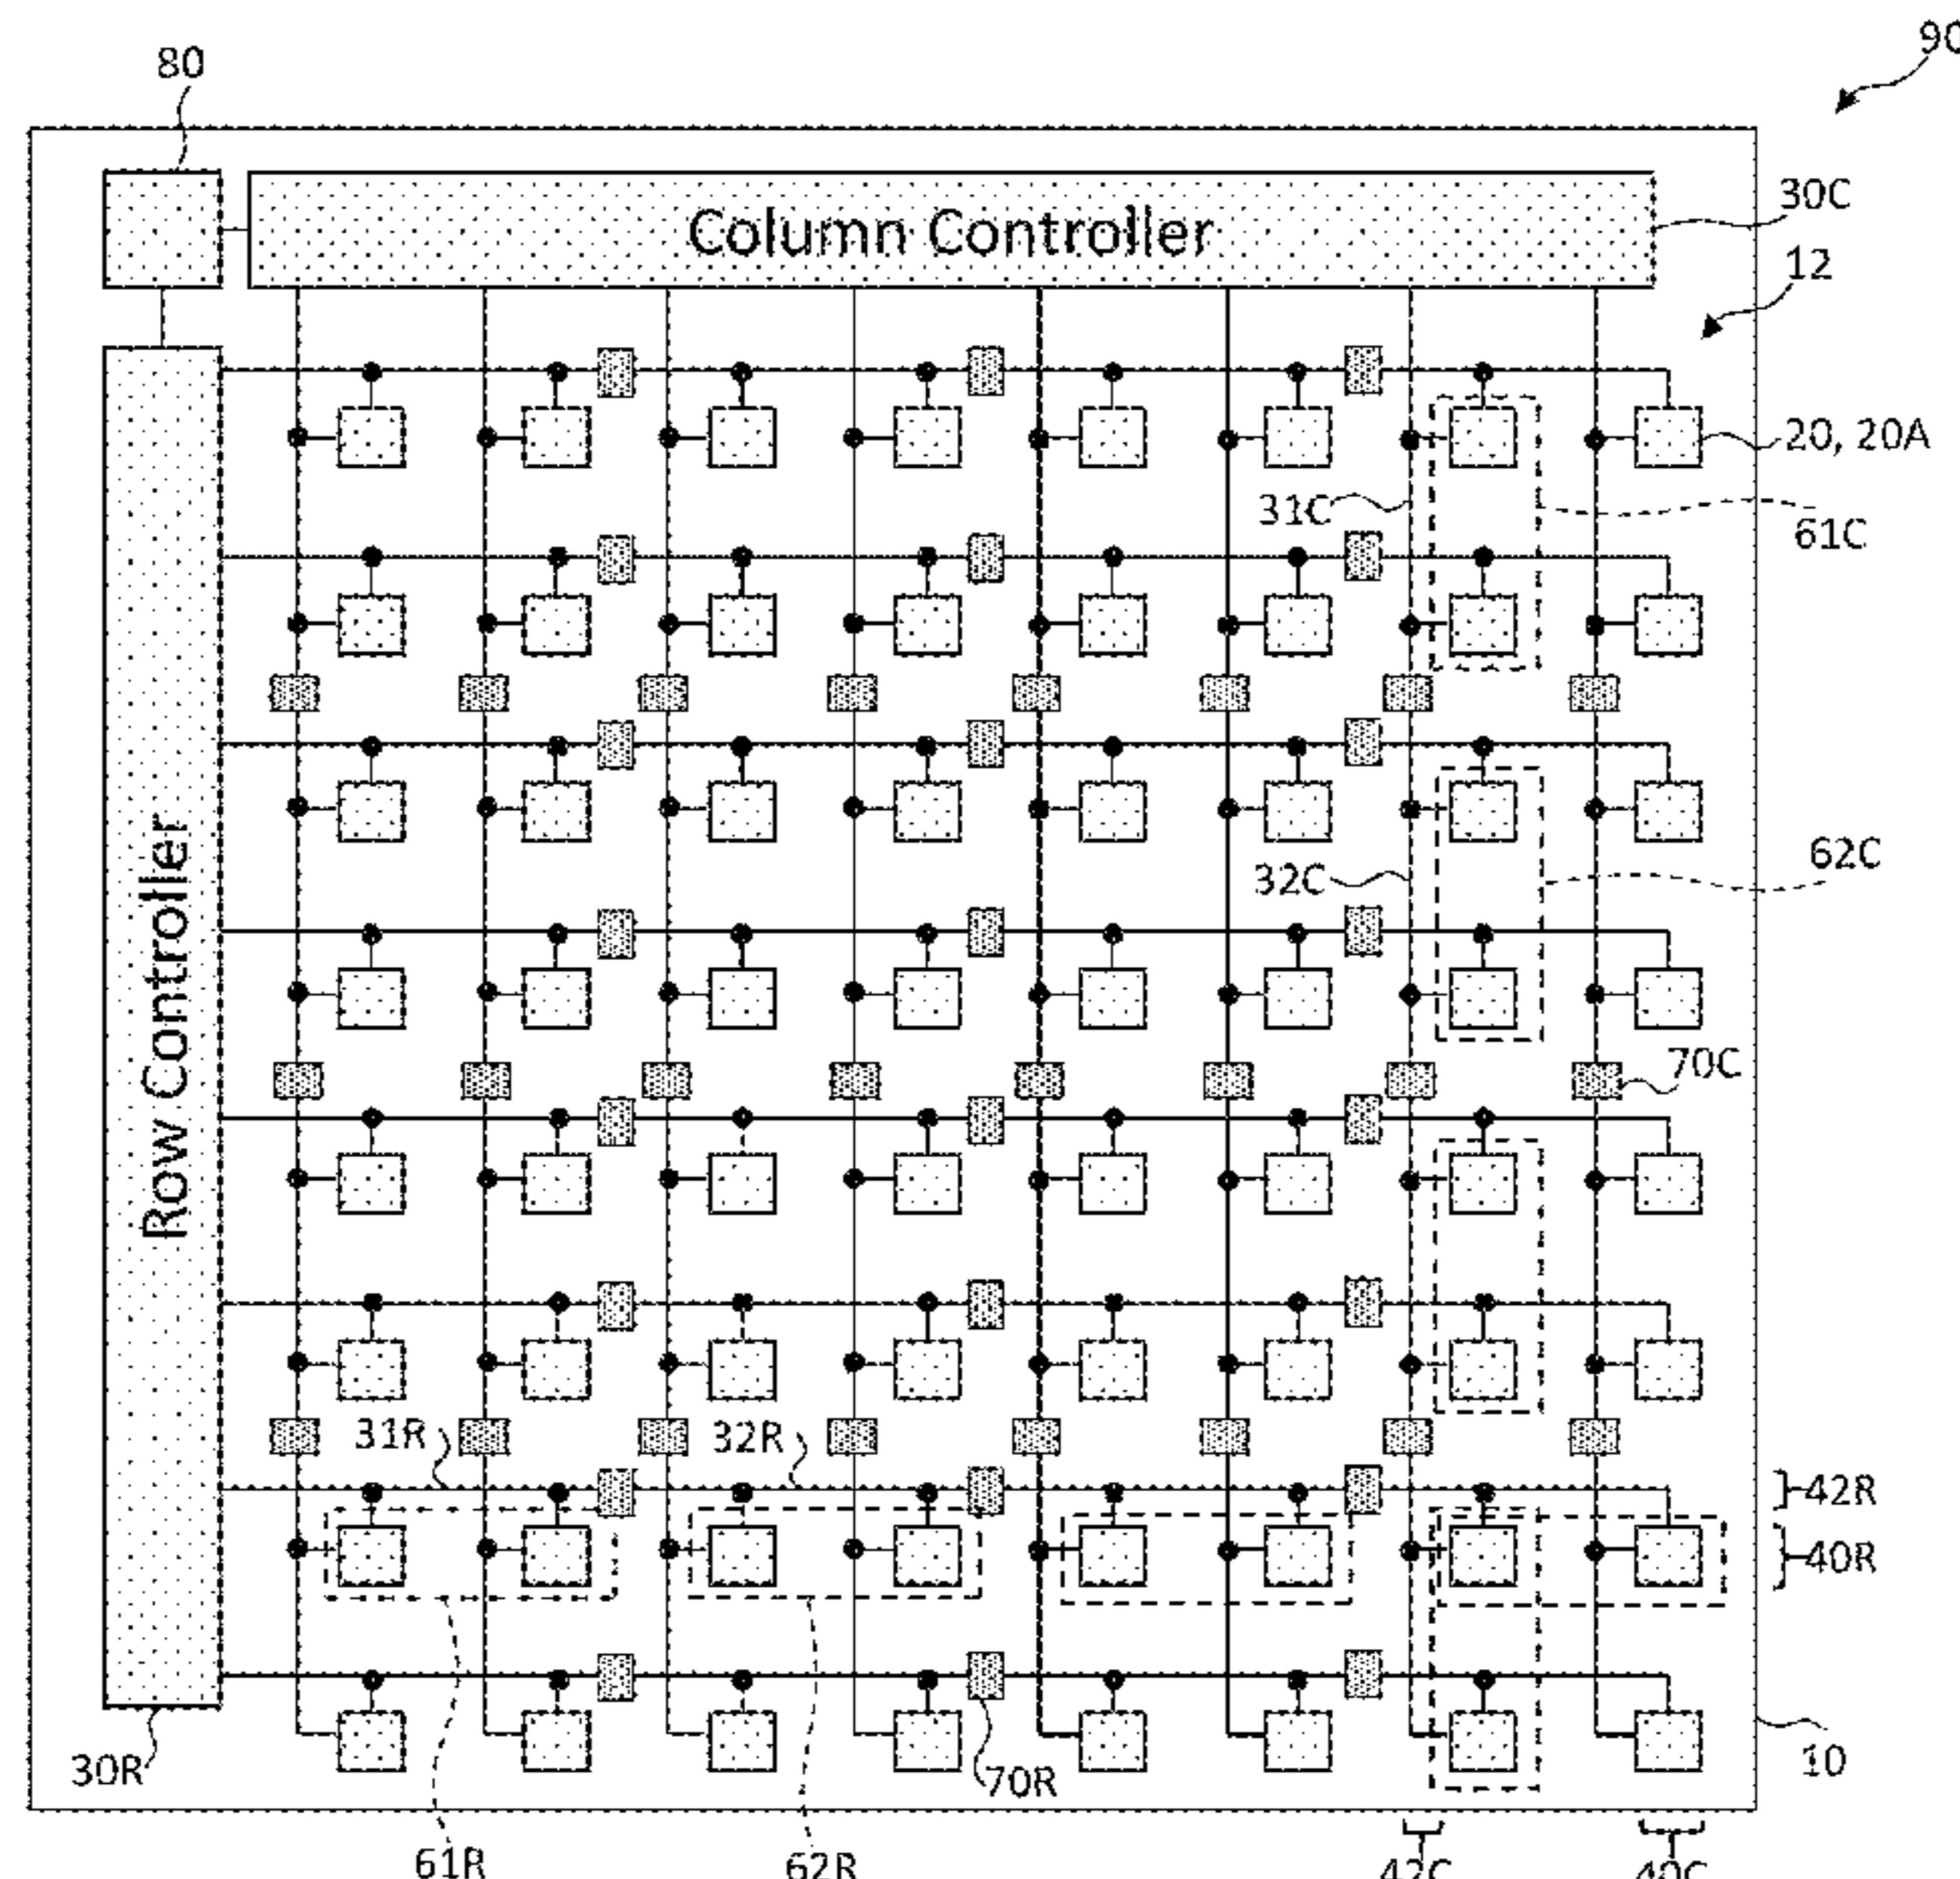 90
80
Column Controller
30C
12
20, 20A
31C
61C
62C
32C
Row Controller
70C
31R
32R
42R
40R
30R
70R
10
61R
62R
42C
40C